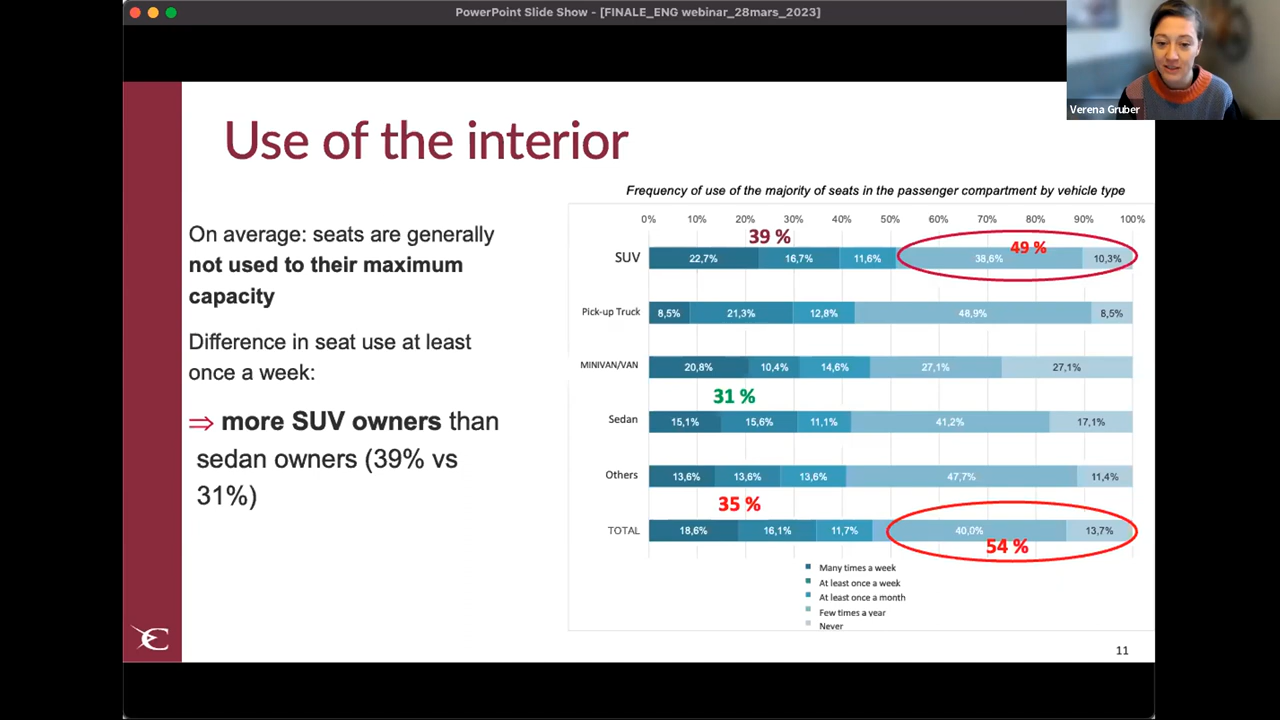 PowerPoint Slide Show - [FINALE_ENG webinar_28mars_2023]
Verena Gruber
Use of the interior
On average: seats are generally
not used to their maximum
capacity
Difference in seat use at least
once a week:
⇒ more SUV owners than
sedan owners (39% vs
31%)
Frequency of use of the majority of seats in the passenger compartment by vehicle type
0% 10% 20% 30% 40% 50% 60% 70% 80% 90% 100%
39 % 49 %
SUV 22,7% 16,7% 11,6% 38,6% 10,3%
Pick-up Truck 8,5% 21,3% 12,8% 48,9% 8,5%
MINIVAN/VAN 20,8% 10,4% 14,6% 27,1% 27,1%
31 %
Sedan 15,1% 15,6% 11,1% 41,2% 17,1%
Others 13,6% 13,6% 13,6% 47,7% 11,4%
35 %
TOTAL 18,6% 16,1% 11,7% 40,0% 13,7%
54 %
Many times a week
At least once a week
At least once a month
Few times a year
Never
11